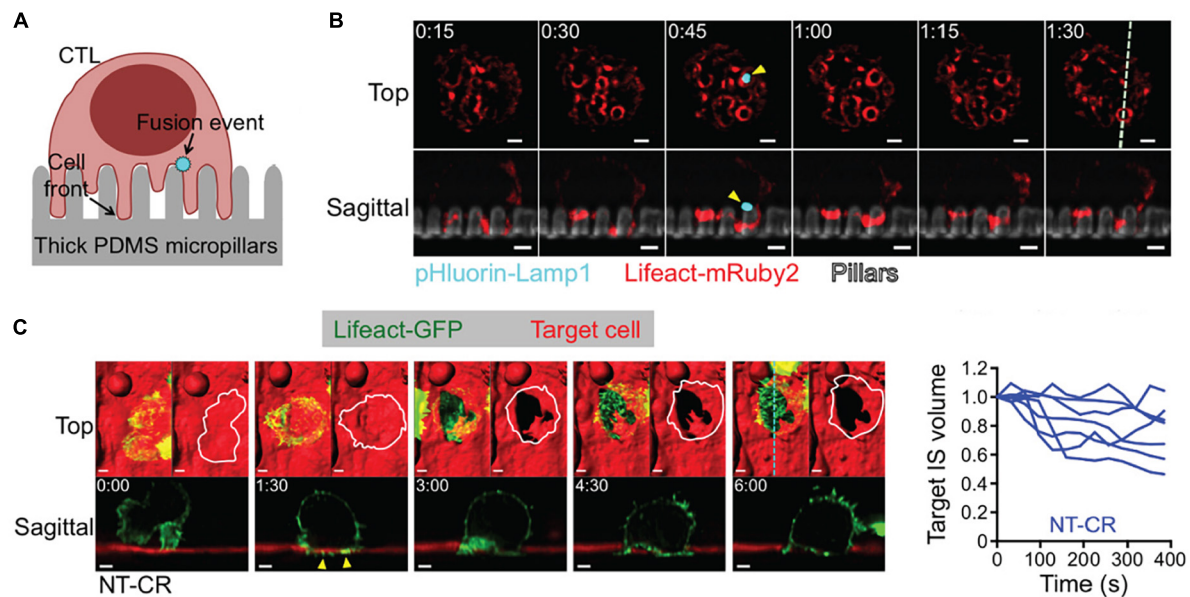 A
CTL
Fusion event
Cell
front
Thick PDMS micropillars
B
0:15 0:30 0:45 1:00 1:15 1:30
Top
Sagittal
pHluorin-Lamp1 Lifeact-mRuby2 Pillars
C
Lifeact-GFP Target cell
Top
0:00 1:30 3:00 4:30 6:00
Sagittal
NT-CR
Target IS volume
1.2
1.0
0.8
0.6
0.4
0.2
0
NT-CR
0 100 200 300 400
Time (s)